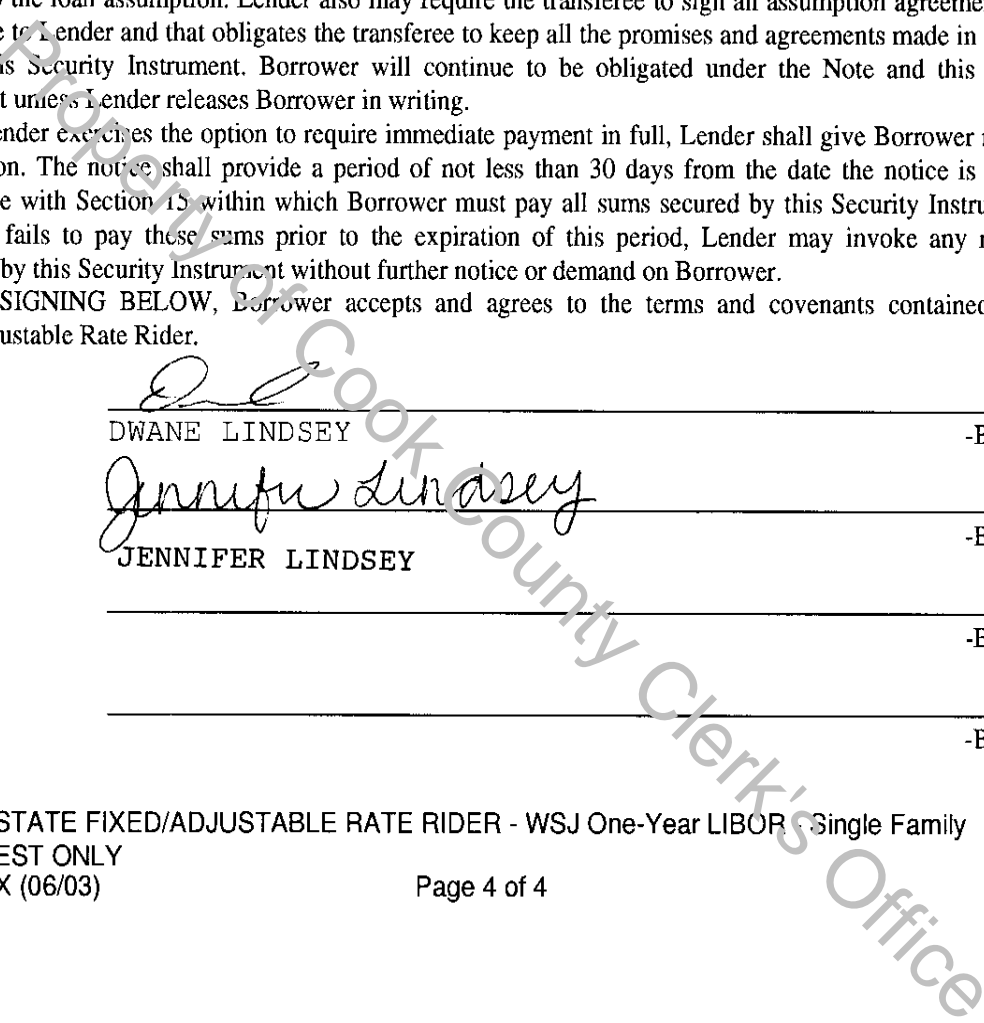 the loan assumption. Lender also may require the transferee to sign an assumption agreeme
e to Lender and that obligates the transferee to keep all the promises and agreements made in
is Security Instrument. Borrower will continue to be obligated under the Note and this
t unless Lender releases Borrower in writing.
ender exercises the option to require immediate payment in full, Lender shall give Borrower
on. The notice shall provide a period of not less than 30 days from the date the notice is
e with Section 15 within which Borrower must pay all sums secured by this Security Instru
fails to pay these sums prior to the expiration of this period, Lender may invoke any
by this Security Instrument without further notice or demand on Borrower.
SIGNING BELOW, Borrower accepts and agrees to the terms and covenants contained
ustable Rate Rider.
DWANE LINDSEY
-B
Jennifer Lindsey
-B
JENNIFER LINDSEY
-B
-B
STATE FIXED/ADJUSTABLE RATE RIDER - WSJ One-Year LIBOR - Single Family
EST ONLY
X (06/03) Page 4 of 4
Property of Cook County Clerk's Office